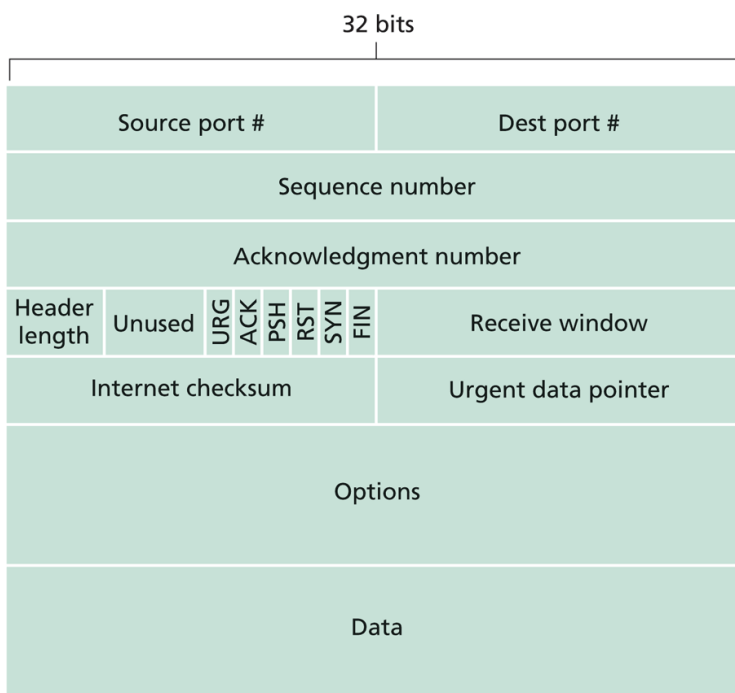 32 bits
Source port #
Dest port #
Sequence number
Acknowledgment number
Header
length
Unused
URG
ACK
PSH
RST
SYN
FIN
Receive window
Internet checksum
Urgent data pointer
Options
Data